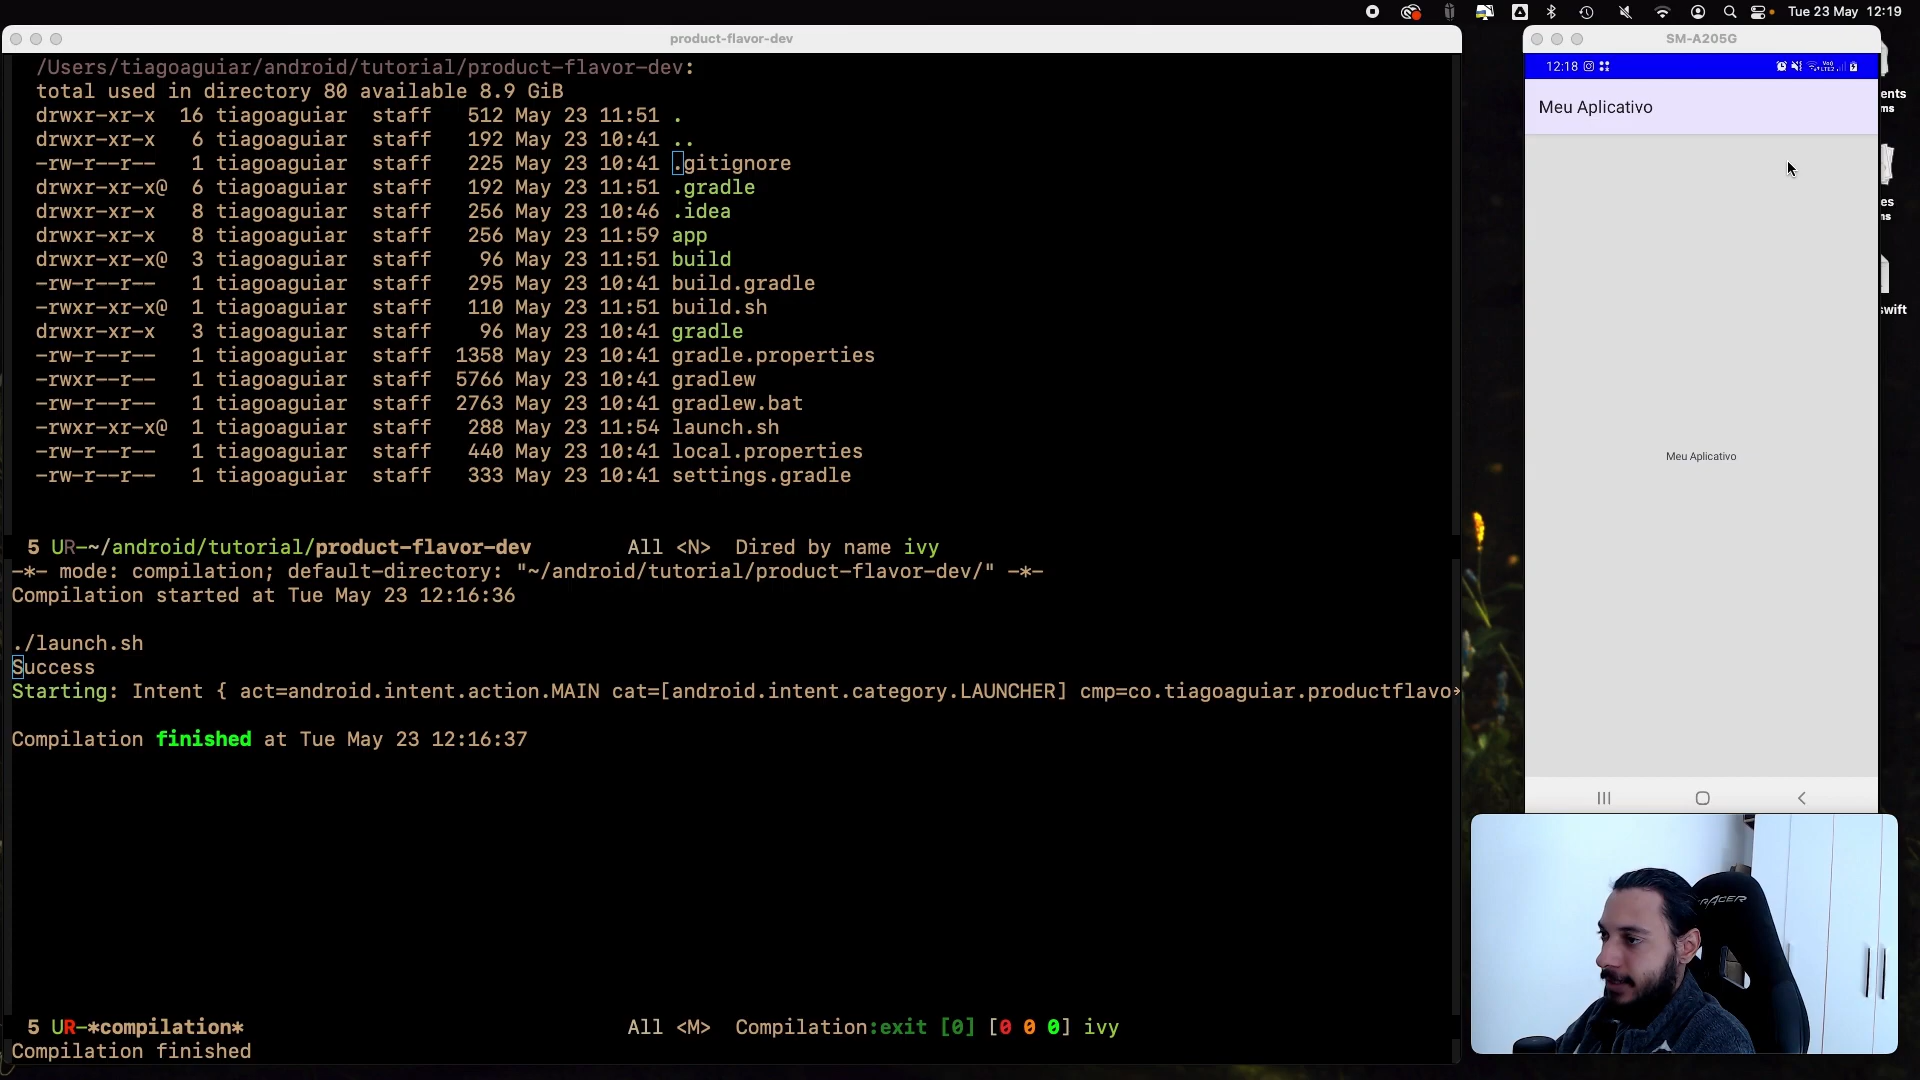 Tue 23 May 12:19
product-flavor-dev
/Users/tiagoaguiar/android/tutorial/product-flavor-dev:
total used in directory 80 available 8.9 GiB
drwxr-xr-x 16 tiagoaguiar staff 512 May 23 11:51 .
drwxr-xr-x 6 tiagoaguiar staff 192 May 23 10:41 ..
-rw-r--r-- 1 tiagoaguiar staff 225 May 23 10:41 .gitignore
drwxr-xr-x@ 6 tiagoaguiar staff 192 May 23 11:51 .gradle
drwxr-xr-x 8 tiagoaguiar staff 256 May 23 10:46 .idea
drwxr-xr-x 8 tiagoaguiar staff 256 May 23 11:59 app
drwxr-xr-x@ 3 tiagoaguiar staff 96 May 23 11:51 build
-rw-r--r-- 1 tiagoaguiar staff 295 May 23 10:41 build.gradle
-rwxr-xr-x@ 1 tiagoaguiar staff 110 May 23 11:51 build.sh
drwxr-xr-x 3 tiagoaguiar staff 96 May 23 10:41 gradle
-rw-r--r-- 1 tiagoaguiar staff 1358 May 23 10:41 gradle.properties
-rwxr--r-- 1 tiagoaguiar staff 5766 May 23 10:41 gradlew
-rw-r--r-- 1 tiagoaguiar staff 2763 May 23 10:41 gradlew.bat
-rwxr-xr-x@ 1 tiagoaguiar staff 288 May 23 11:54 launch.sh
-rw-r--r-- 1 tiagoaguiar staff 440 May 23 10:41 local.properties
-rw-r--r-- 1 tiagoaguiar staff 333 May 23 10:41 settings.gradle
5 UR-~/android/tutorial/product-flavor-dev All <N> Dired by name ivy
-*- mode: compilation; default-directory: "~/android/tutorial/product-flavor-dev/" -*-
Compilation started at Tue May 23 12:16:36
./launch.sh
Success
Starting: Intent { act=android.intent.action.MAIN cat=[android.intent.category.LAUNCHER] cmp=co.tiagoaguiar.productflavo
Compilation finished at Tue May 23 12:16:37
5 UR-*compilation* All <M> Compilation:exit [0] [0 0 0] ivy
Compilation finished
SM-A205G
12:18
Meu Aplicativo
Meu Aplicativo
ents
ms
es
ns
swift